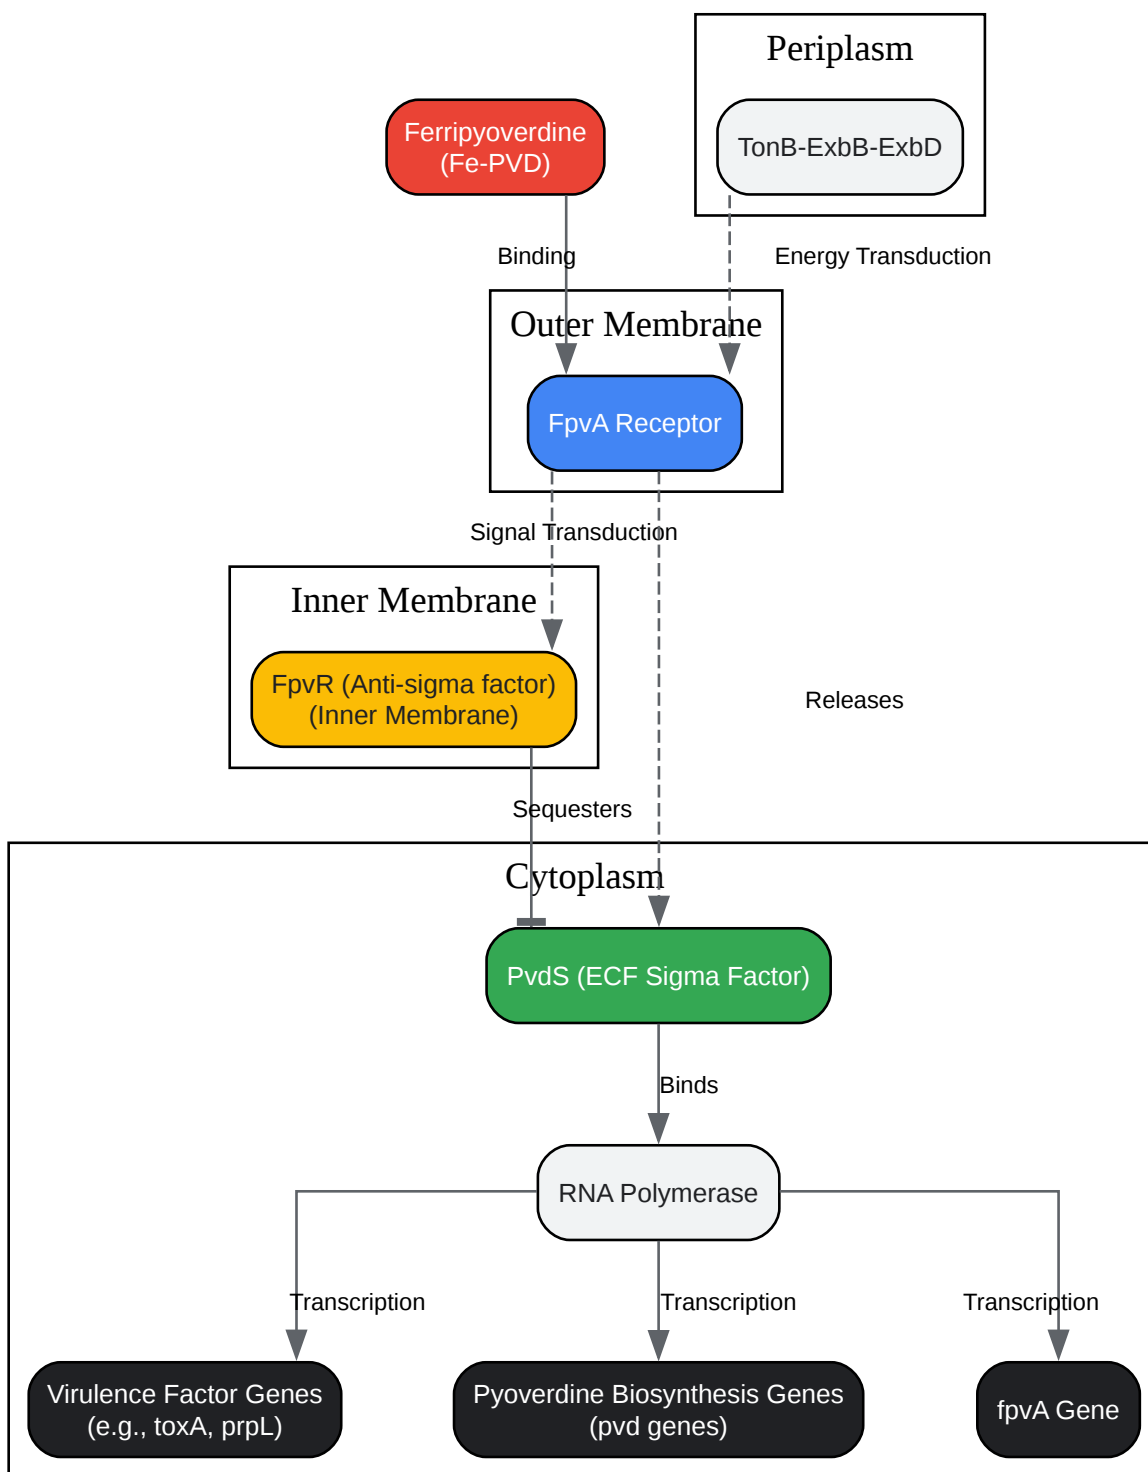 Periplasm
Ferripyoverdine
(Fe-PVD)
TonB-ExbB-ExbD
Binding
Energy Transduction
Outer Membrane
FpvA Receptor
Signal Transduction
Inner Membrane
FpvR (Anti-sigma factor)
(Inner Membrane)
Releases
Sequesters
Cytoplasm
PvdS (ECF Sigma Factor)
Binds
RNA Polymerase
Transcription
Transcription
Transcription
Virulence Factor Genes
(e.g., toxA, prpL)
Pyoverdine Biosynthesis Genes
(pvd genes)
fpvA Gene